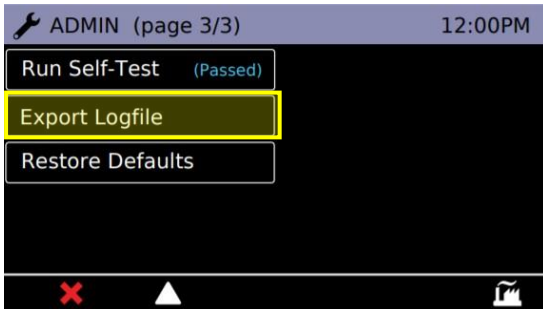 ADMIN (page 3/3) 12:00PM
Run Self-Test (Passed)
Export Logfile
Restore Defaults